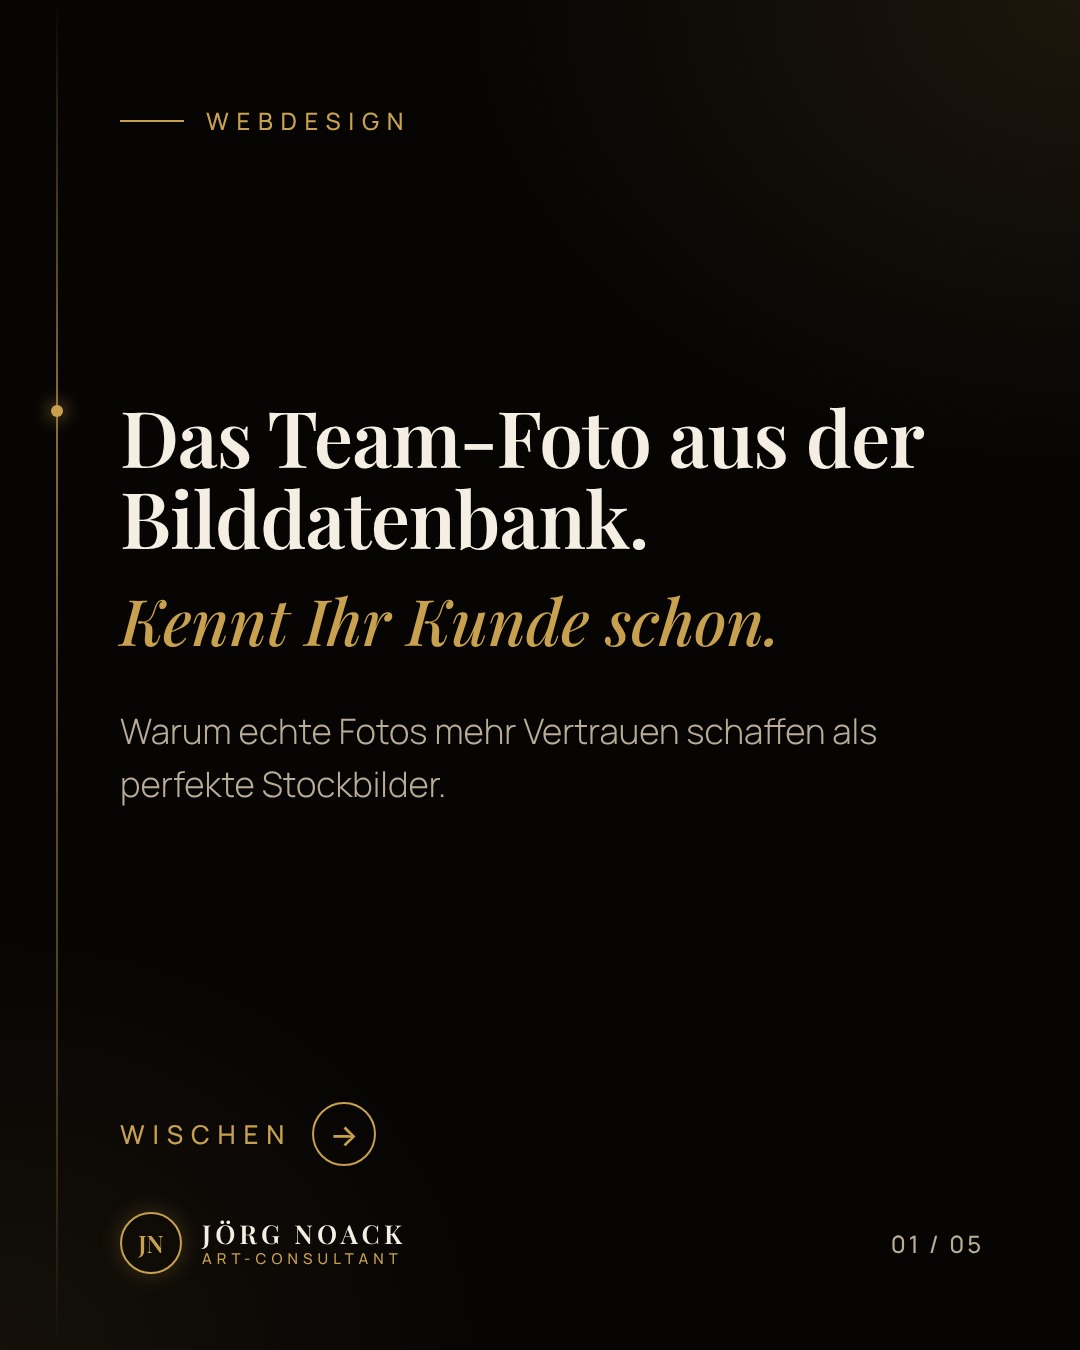 WEBDESIGN
Das Team-Foto aus der
Bilddatenbank.
Kennt Ihr Kunde schon.
Warum echte Fotos mehr Vertrauen schaffen als
perfekte Stockbilder.
WISCHEN →
JN
JÖRG NOACK
ART-CONSULTANT
01 / 05